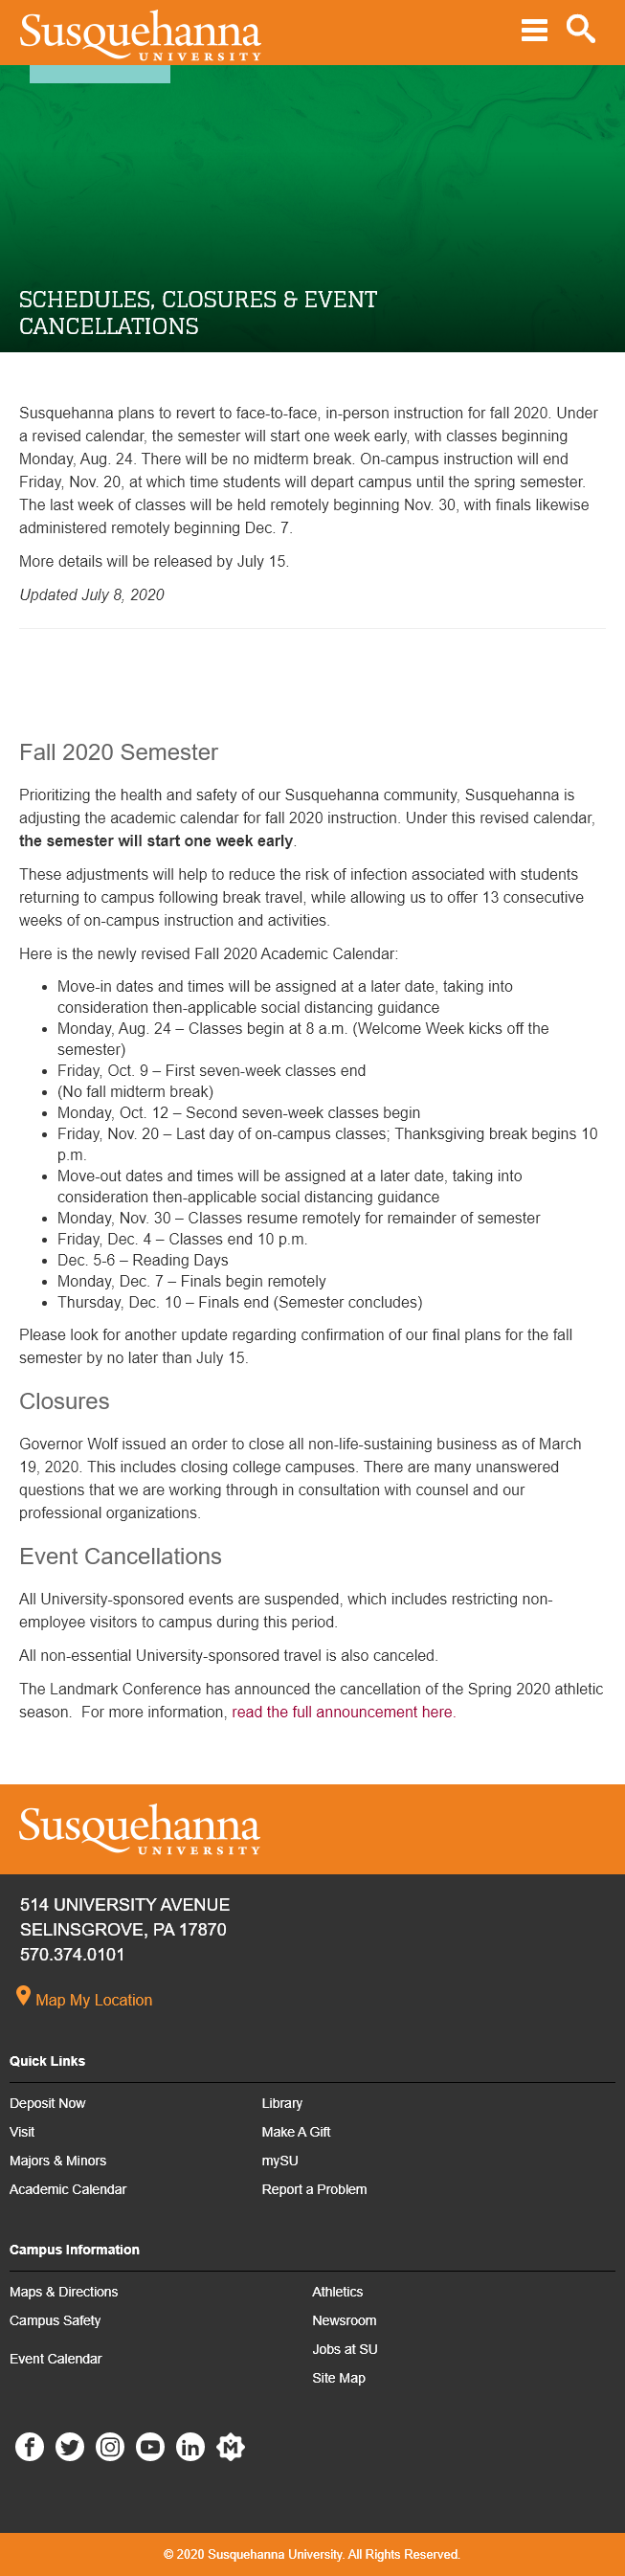 Susquehanna
UNIVERSITY
SCHEDULES, CLOSURES & EVENT
CANCELLATIONS
Susquehanna plans to revert to face-to-face, in-person instruction for fall 2020. Under
a revised calendar, the semester will start one week early, with classes beginning
Monday, Aug. 24. There will be no midterm break. On-campus instruction will end
Friday, Nov. 20, at which time students will depart campus until the spring semester.
The last week of classes will be held remotely beginning Nov. 30, with finals likewise
administered remotely beginning Dec. 7.
More details will be released by July 15.
Updated July 8, 2020
Fall 2020 Semester
Prioritizing the health and safety of our Susquehanna community, Susquehanna is
adjusting the academic calendar for fall 2020 instruction. Under this revised calendar,
the semester will start one week early.
These adjustments will help to reduce the risk of infection associated with students
returning to campus following break travel, while allowing us to offer 13 consecutive
weeks of on-campus instruction and activities.
Here is the newly revised Fall 2020 Academic Calendar:
• Move-in dates and times will be assigned at a later date, taking into
consideration then-applicable social distancing guidance
• Monday, Aug. 24 – Classes begin at 8 a.m. (Welcome Week kicks off the
semester)
• Friday, Oct. 9 – First seven-week classes end
• (No fall midterm break)
• Monday, Oct. 12 – Second seven-week classes begin
• Friday, Nov. 20 – Last day of on-campus classes; Thanksgiving break begins 10
p.m.
• Move-out dates and times will be assigned at a later date, taking into
consideration then-applicable social distancing guidance
• Monday, Nov. 30 – Classes resume remotely for remainder of semester
• Friday, Dec. 4 – Classes end 10 p.m.
• Dec. 5-6 – Reading Days
• Monday, Dec. 7 – Finals begin remotely
• Thursday, Dec. 10 – Finals end (Semester concludes)
Please look for another update regarding confirmation of our final plans for the fall
semester by no later than July 15.
Closures
Governor Wolf issued an order to close all non-life-sustaining business as of March
19, 2020. This includes closing college campuses. There are many unanswered
questions that we are working through in consultation with counsel and our
professional organizations.
Event Cancellations
All University-sponsored events are suspended, which includes restricting non-
employee visitors to campus during this period.
All non-essential University-sponsored travel is also canceled.
The Landmark Conference has announced the cancellation of the Spring 2020 athletic
season.  For more information, read the full announcement here.
Susquehanna
UNIVERSITY
514 UNIVERSITY AVENUE
SELINSGROVE, PA 17870
570.374.0101
Map My Location
Quick Links
Deposit Now
Visit
Majors & Minors
Academic Calendar
Library
Make A Gift
mySU
Report a Problem
Campus Information
Maps & Directions
Campus Safety
Event Calendar
Athletics
Newsroom
Jobs at SU
Site Map
© 2020 Susquehanna University. All Rights Reserved.